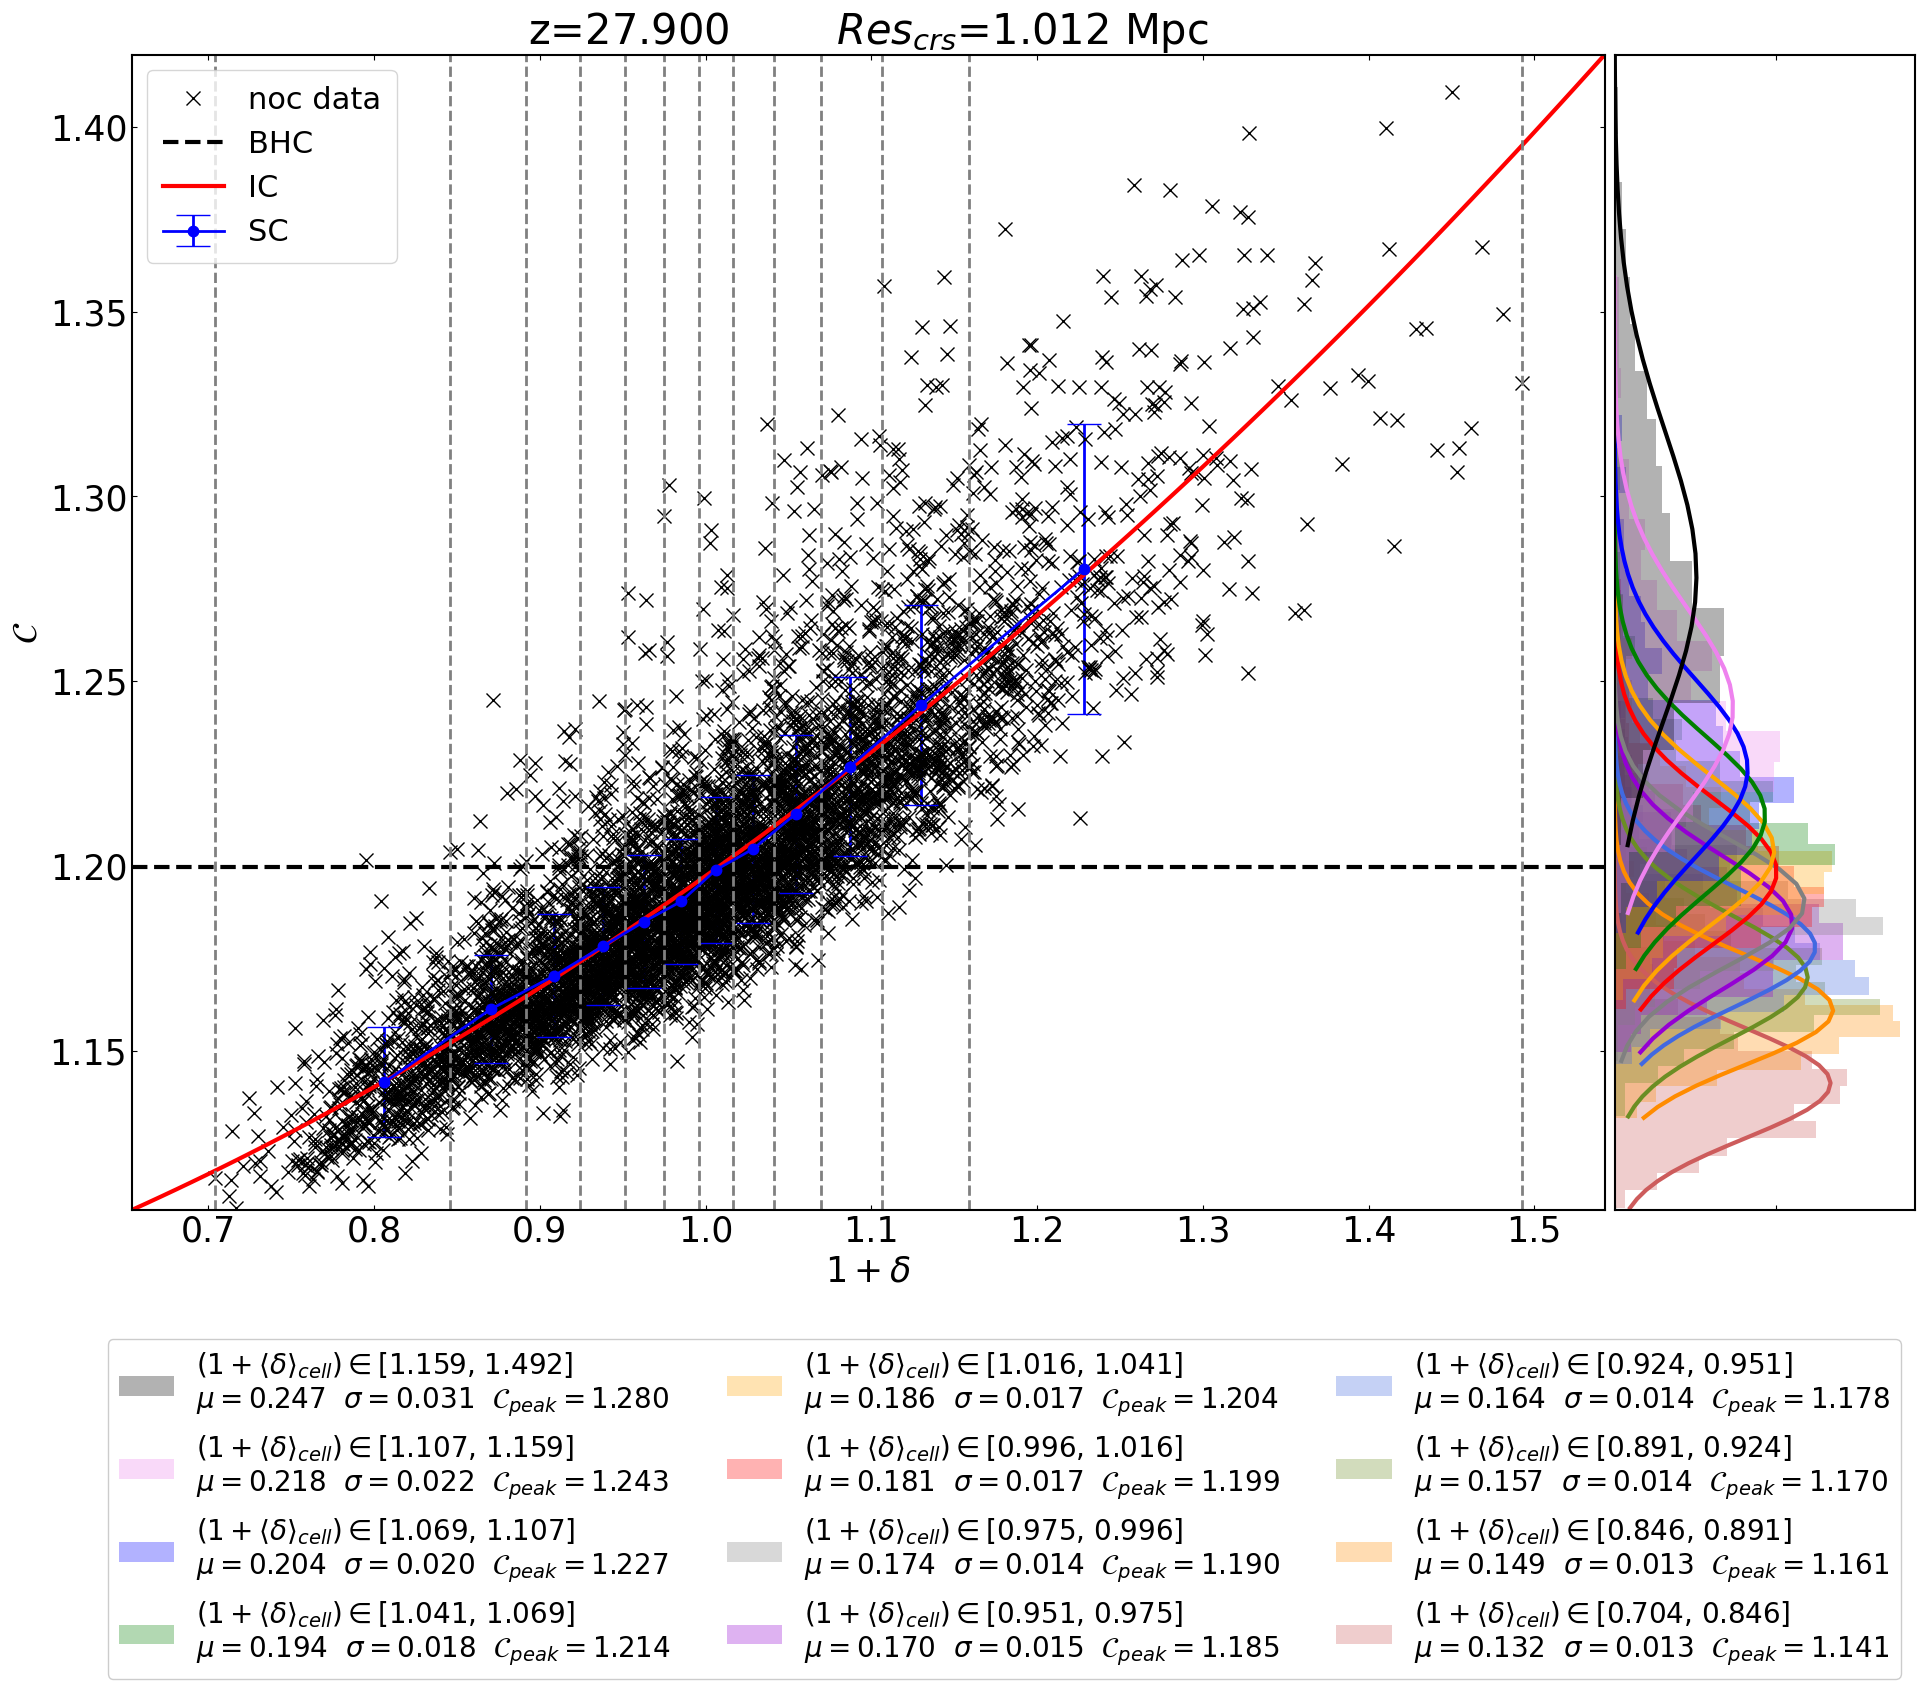 z=27.900 Res_crs=1.012 Mpc
noc data
BHC
IC
SC
1.40
1.35
1.30
1.25
1.20
1.15
𝒞
0.7 0.8 0.9 1.0 1.1 1.2 1.3 1.4 1.5
1 + δ
(1 + ⟨δ⟩_cell) ∈ [1.159, 1.492]
μ = 0.247 σ = 0.031 𝒞_peak = 1.280
(1 + ⟨δ⟩_cell) ∈ [1.107, 1.159]
μ = 0.218 σ = 0.022 𝒞_peak = 1.243
(1 + ⟨δ⟩_cell) ∈ [1.069, 1.107]
μ = 0.204 σ = 0.020 𝒞_peak = 1.227
(1 + ⟨δ⟩_cell) ∈ [1.041, 1.069]
μ = 0.194 σ = 0.018 𝒞_peak = 1.214
(1 + ⟨δ⟩_cell) ∈ [1.016, 1.041]
μ = 0.186 σ = 0.017 𝒞_peak = 1.204
(1 + ⟨δ⟩_cell) ∈ [0.996, 1.016]
μ = 0.181 σ = 0.017 𝒞_peak = 1.199
(1 + ⟨δ⟩_cell) ∈ [0.975, 0.996]
μ = 0.174 σ = 0.014 𝒞_peak = 1.190
(1 + ⟨δ⟩_cell) ∈ [0.951, 0.975]
μ = 0.170 σ = 0.015 𝒞_peak = 1.185
(1 + ⟨δ⟩_cell) ∈ [0.924, 0.951]
μ = 0.164 σ = 0.014 𝒞_peak = 1.178
(1 + ⟨δ⟩_cell) ∈ [0.891, 0.924]
μ = 0.157 σ = 0.014 𝒞_peak = 1.170
(1 + ⟨δ⟩_cell) ∈ [0.846, 0.891]
μ = 0.149 σ = 0.013 𝒞_peak = 1.161
(1 + ⟨δ⟩_cell) ∈ [0.704, 0.846]
μ = 0.132 σ = 0.013 𝒞_peak = 1.141